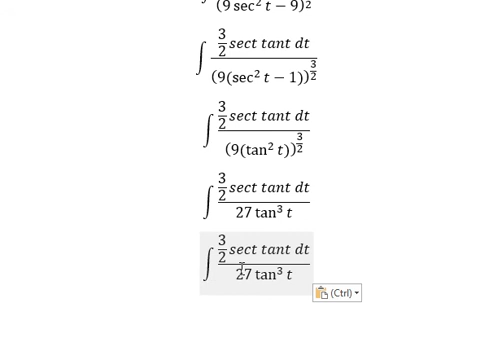 (9 sec² t − 9)^2
∫ (3/2 sect tant dt) / (9(sec² t − 1))^(3/2)
∫ (3/2 sect tant dt) / (9(tan² t))^(3/2)
∫ (3/2 sect tant dt) / (27 tan³ t)
∫ (3/2 sect tant dt) / (27 tan³ t)
(Ctrl)